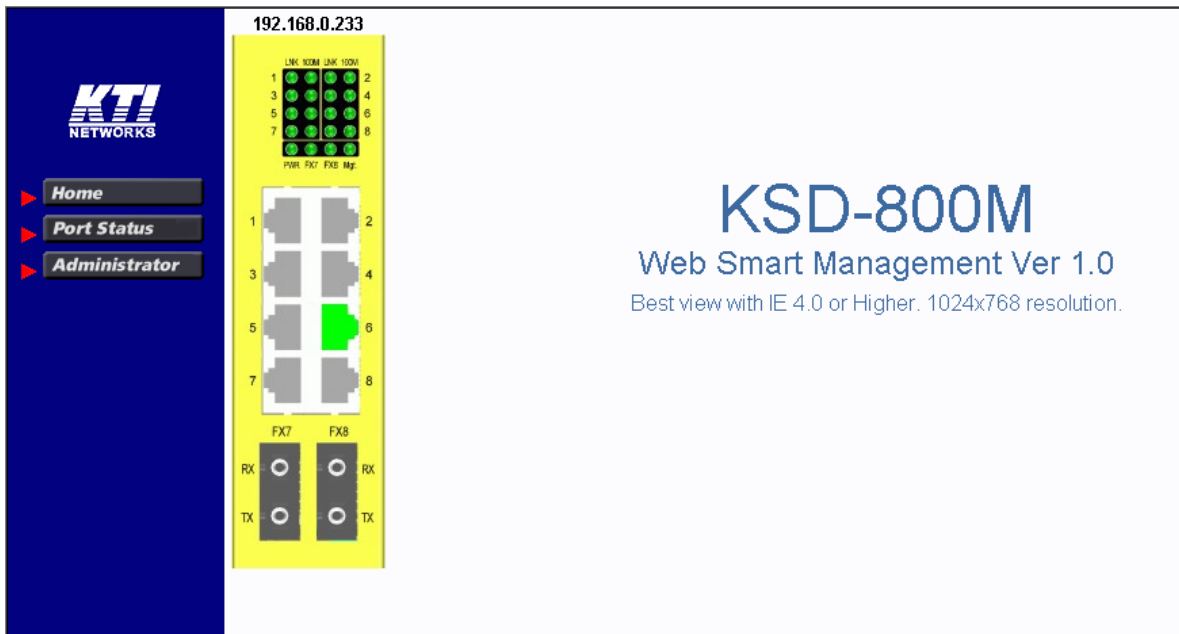 192.168.0.233
KTI
NETWORKS
Home
Port Status
Administrator
LNK 100M LNK 100M
1 2
3 4
5 6
7 8
PWR FX7 FX8 Mgt.
1 2
3 4
5 6
7 8
FX7 FX8
RX RX
TX TX
KSD-800M
Web Smart Management Ver 1.0
Best view with IE 4.0 or Higher. 1024x768 resolution.